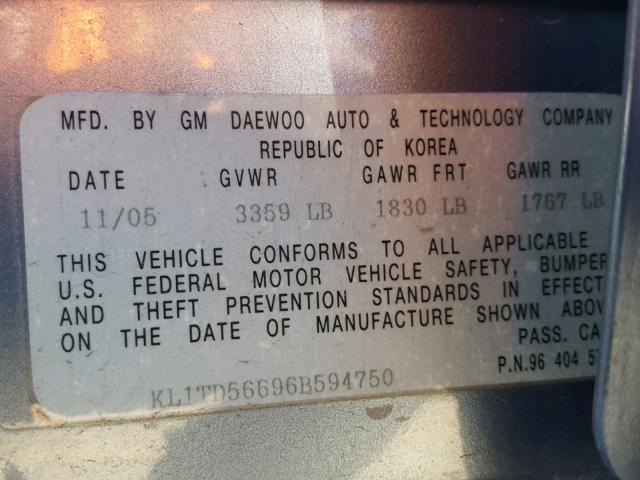 MFD. BY GM DAEWOO AUTO & TECHNOLOGY COMPANY
REPUBLIC OF KOREA
DATE GVWR GAWR FRT GAWR RR
11/05 3359 LB 1830 LB 1767 LB
THIS VEHICLE CONFORMS TO ALL APPLICABLE
U.S. FEDERAL MOTOR VEHICLE SAFETY, BUMPER
AND THEFT PREVENTION STANDARDS IN EFFECT
ON THE DATE OF MANUFACTURE SHOWN ABOV
PASS. CA
P.N.96 404 57
KL1TD56696B594750